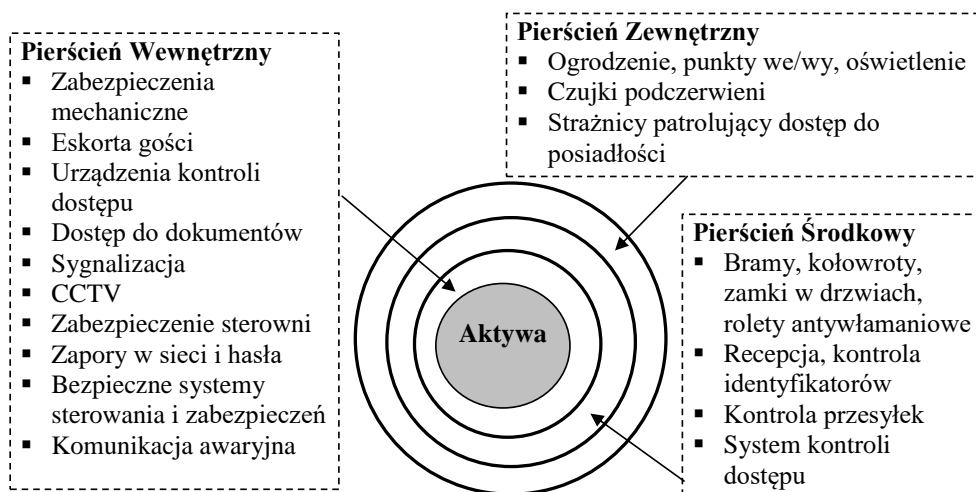 Pierścień Wewnętrzny
▪ Zabezpieczenia
mechaniczne
▪ Eskorta gości
▪ Urządzenia kontroli
dostępu
▪ Dostęp do dokumentów
▪ Sygnalizacja
▪ CCTV
▪ Zabezpieczenie sterowni
▪ Zapory w sieci i hasła
▪ Bezpieczne systemy
sterowania i zabezpieczeń
▪ Komunikacja awaryjna
Pierścień Zewnętrzny
▪ Ogrodzenie, punkty we/wy, oświetlenie
▪ Czujki podczerwieni
▪ Strażnicy patrolujący dostęp do
posiadłości
Aktywa
Pierścień Środkowy
▪ Bramy, kołowroty,
zamki w drzwiach,
rolety antywłamaniowe
▪ Recepcja, kontrola
identyfikatorów
▪ Kontrola przesyłek
▪ System kontroli
dostępu